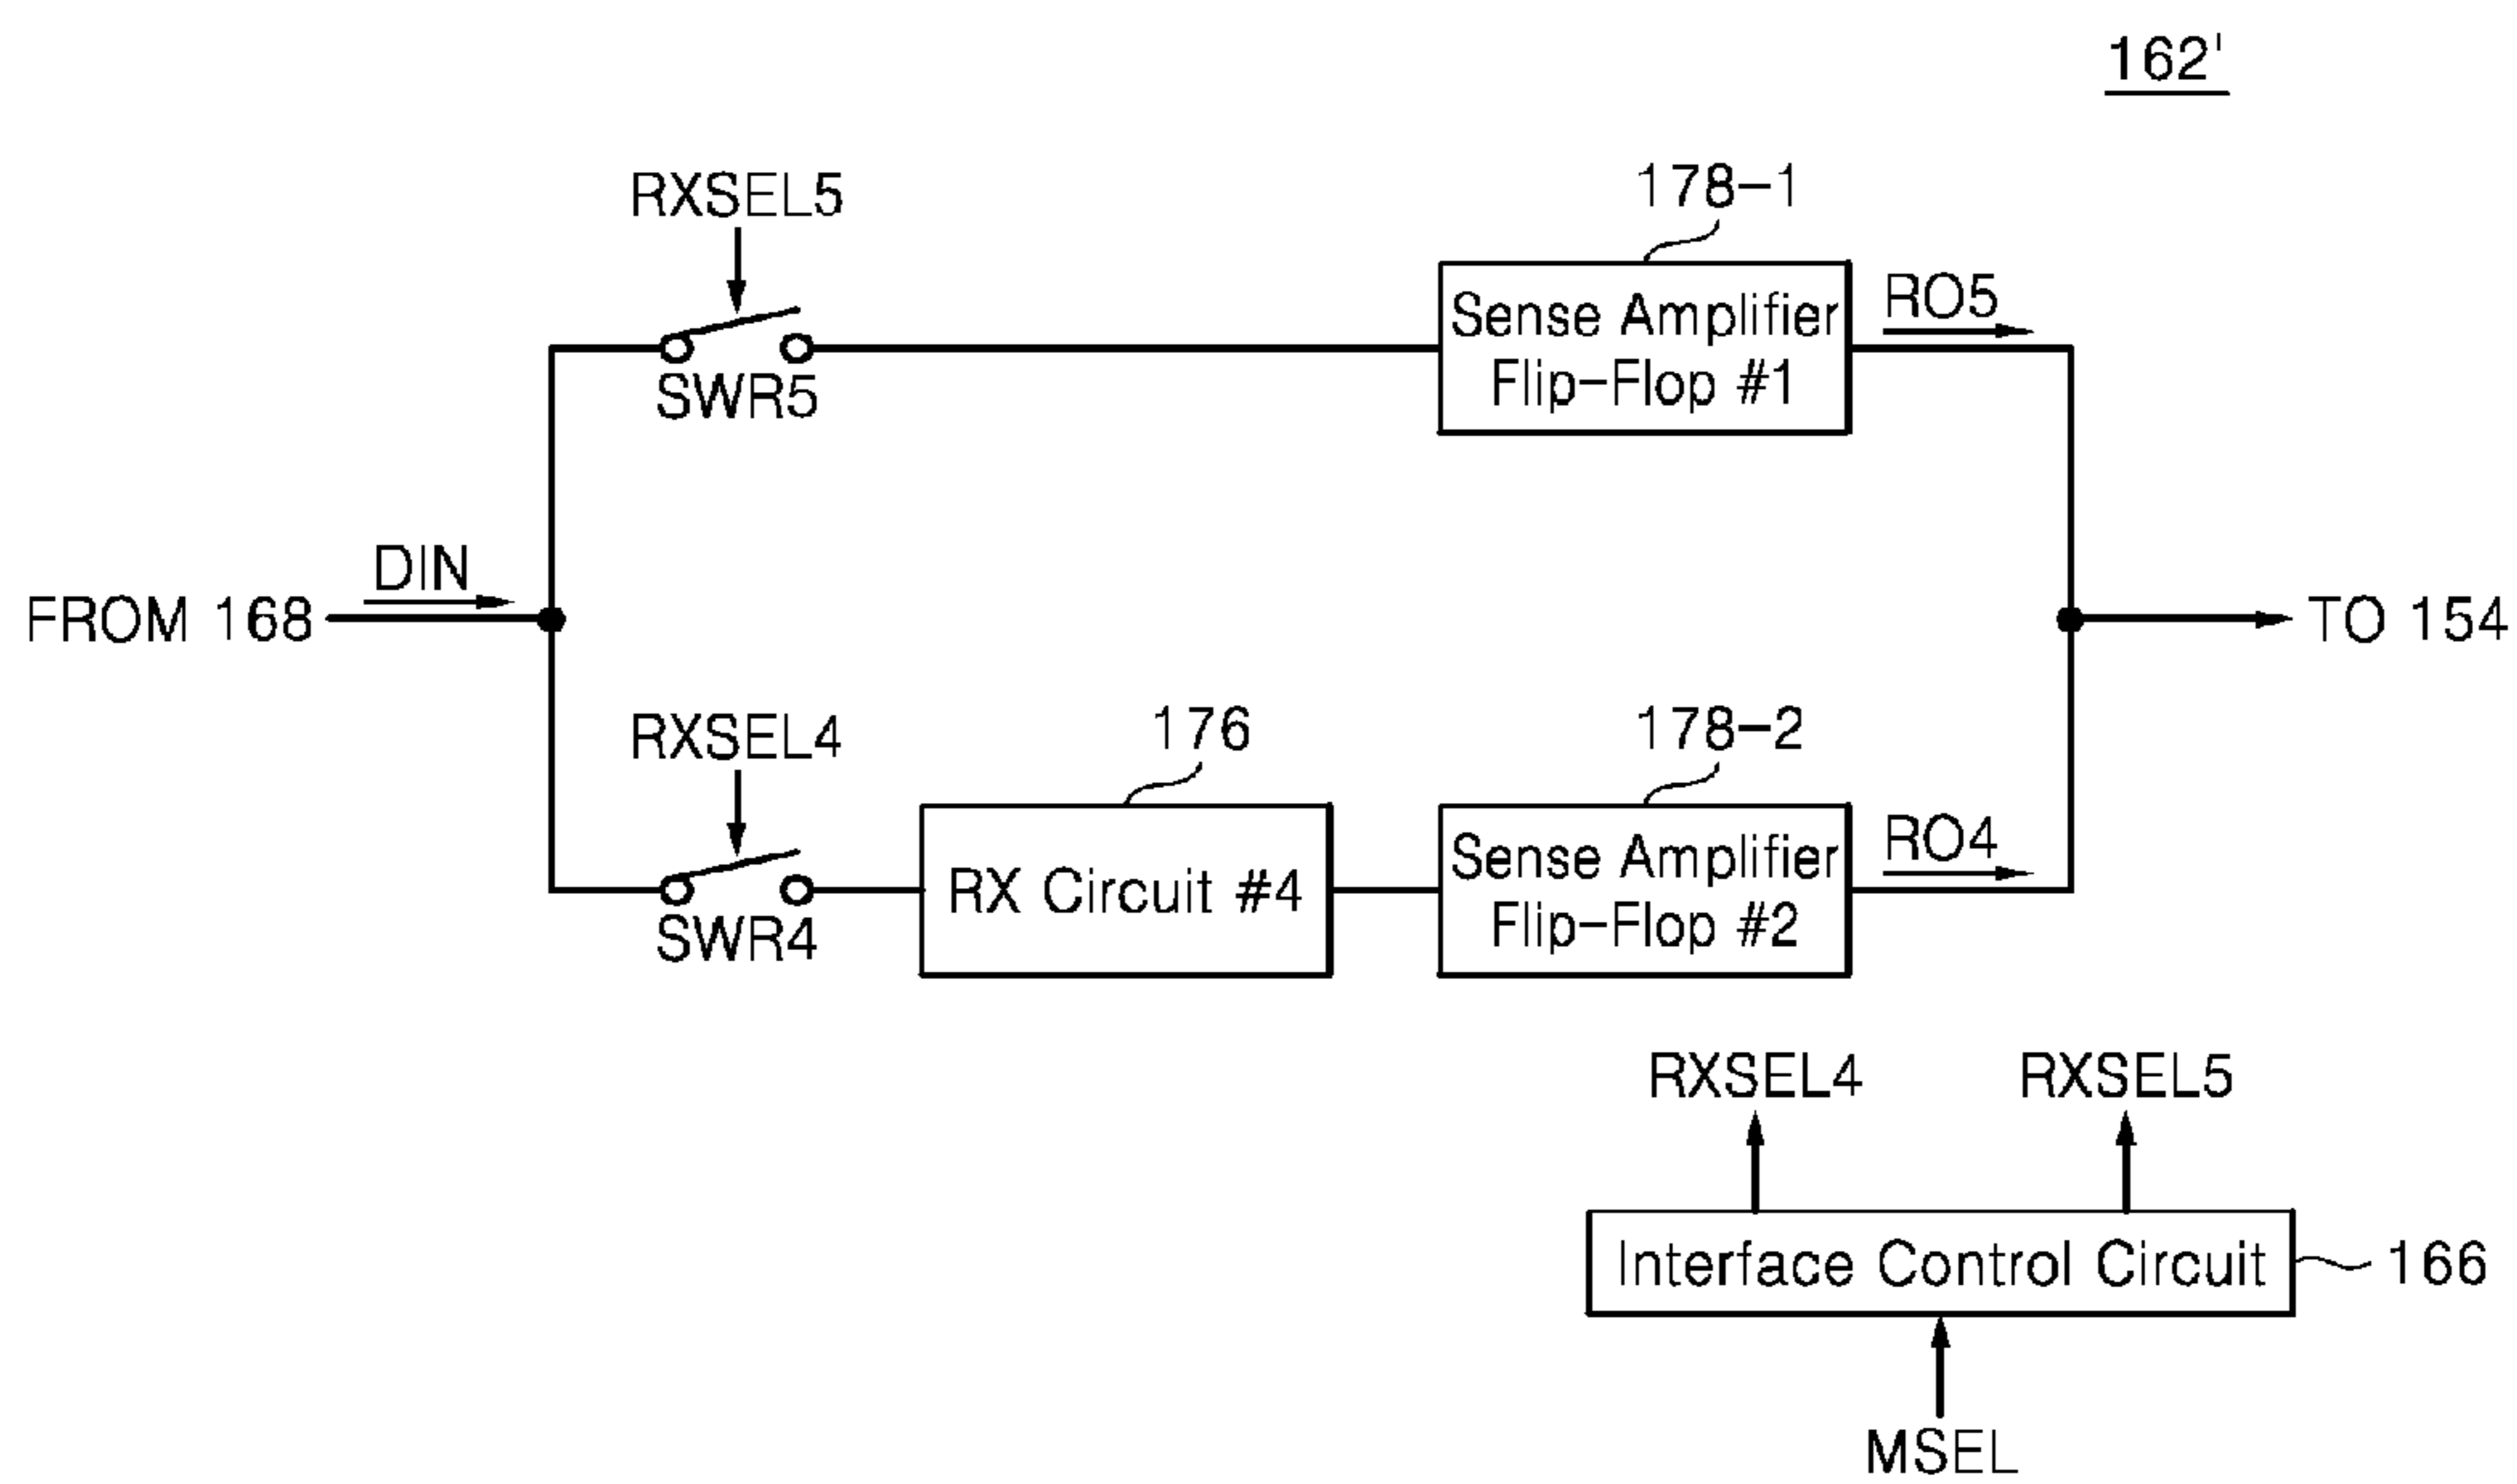 162'
RXSEL5
178-1
SWR5
Sense Amplifier
Flip-Flop #1
RO5
DIN
FROM 168
TO 154
RXSEL4
176
178-2
SWR4
RX Circuit #4
Sense Amplifier
Flip-Flop #2
RO4
RXSEL4
RXSEL5
Interface Control Circuit
166
MSEL